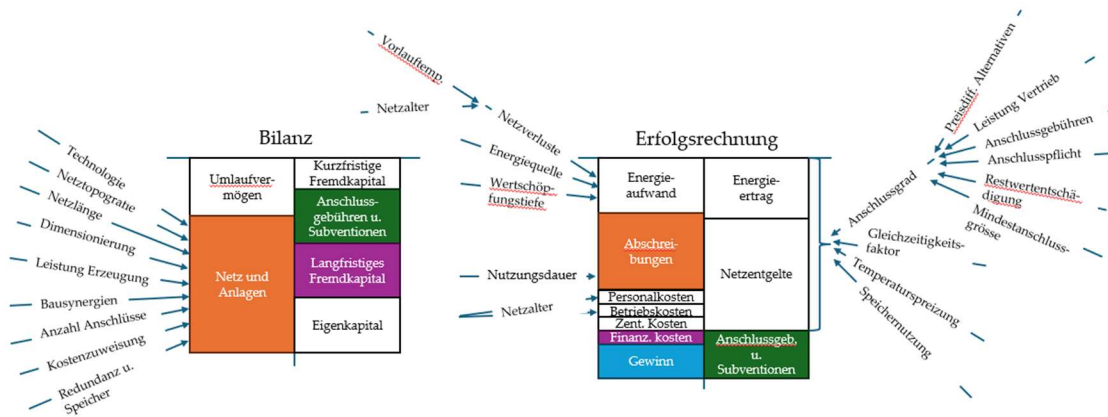 Bilanz
Technologie
Netztopografie
Netzlänge
Dimensionierung
Leistung Erzeugung
Bausynergien
Anzahl Anschlüsse
Kostenzuweisung
Redundanz u.
Speicher
Umlaufver-
mögen
Netz und
Anlagen
Kurzfristige
Fremdkapital
Anschluss-
gebühren u.
Subventionen
Langfristiges
Fremdkapital
Eigenkapital
Erfolgsrechnung
Vorlauftemp.
Netzalter
Netzverluste
Energiequelle
Wertschöp-
fungstiefe
Nutzungsdauer
Netzalter
Energie-
aufwand
Abschrei-
bungen
Personalkosten
Betriebskosten
Zent. Kosten
Finanz. kosten
Gewinn
Energie-
ertrag
Netzentgelte
Anschlussgeb.
u.
Subventionen
Anschlussgrad
Gleichzeitigkeits-
faktor
Temperaturspreizung
Speichernutzung
Preisdiff. Alternativen
Leistung Vertrieb
Anschlussgebühren
Anschlusspflicht
Restwertentschä-
digung
Mindestanschluss-
grösse